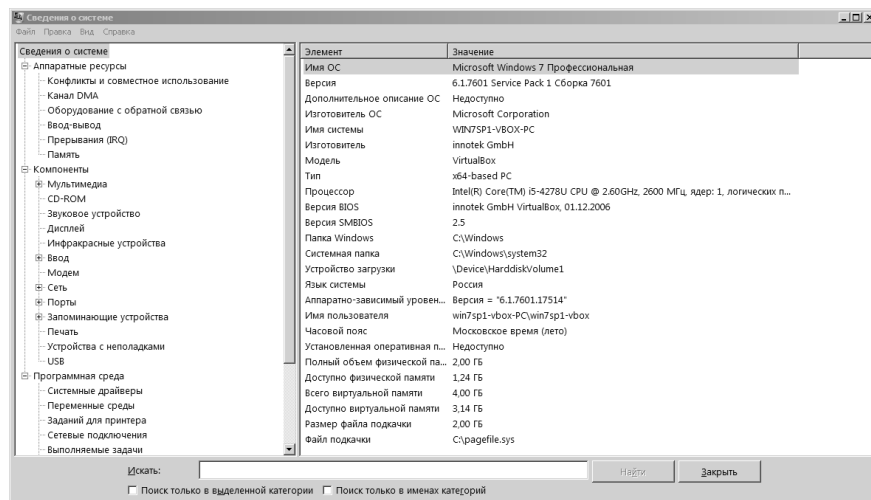 Сведения о системе
Файл Правка Вид Справка
Сведения о системе
Аппаратные ресурсы
Конфликты и совместное использование
Канал DMA
Оборудование с обратной связью
Ввод-вывод
Прерывания (IRQ)
Память
Компоненты
Мультимедиа
CD-ROM
Звуковое устройство
Дисплей
Инфракрасные устройства
Ввод
Модем
Сеть
Порты
Запоминающие устройства
Печать
Устройства с неполадками
USB
Программная среда
Системные драйверы
Переменные среды
Заданий для принтера
Сетевые подключения
Выполняемые задачи
Элемент Значение
Имя ОС Microsoft Windows 7 Профессиональная
Версия 6.1.7601 Service Pack 1 Сборка 7601
Дополнительное описание ОС Недоступно
Изготовитель ОС Microsoft Corporation
Имя системы WIN7SP1-VBOX-PC
Изготовитель innotek GmbH
Модель VirtualBox
Тип x64-based PC
Процессор Intel(R) Core(TM) i5-4278U CPU @ 2.60GHz, 2600 МГц, ядер: 1, логических п...
Версия BIOS innotek GmbH VirtualBox, 01.12.2006
Версия SMBIOS 2.5
Папка Windows C:\Windows
Системная папка C:\Windows\system32
Устройство загрузки \Device\HarddiskVolume1
Язык системы Россия
Аппаратно-зависимый уровен... Версия = "6.1.7601.17514"
Имя пользователя win7sp1-vbox-PC\win7sp1-vbox
Часовой пояс Московское время (лето)
Установленная оперативная п... Недоступно
Полный объем физической па... 2,00 ГБ
Доступно физической памяти 1,24 ГБ
Всего виртуальной памяти 4,00 ГБ
Доступно виртуальной памяти 3,14 ГБ
Размер файла подкачки 2,00 ГБ
Файл подкачки C:\pagefile.sys
Искать: Найти Закрыть
Поиск только в выделенной категории Поиск только в именах категорий